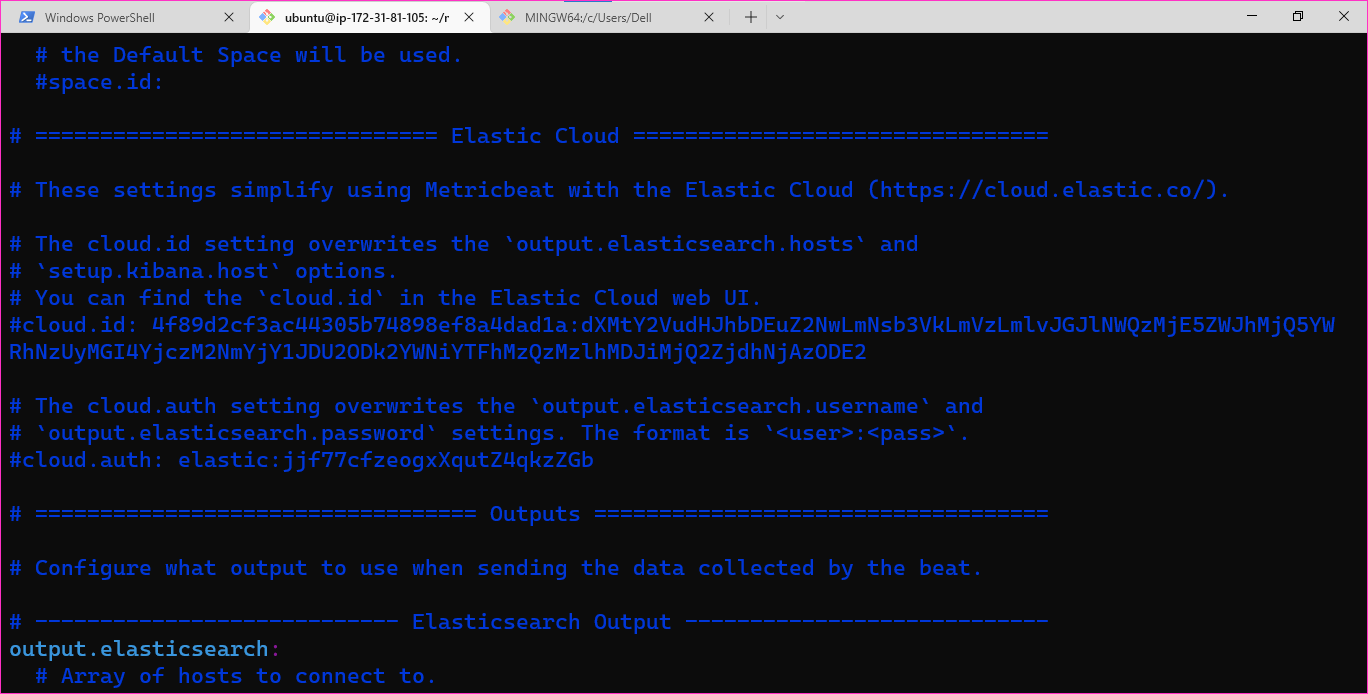 Windows PowerShell
ubuntu@ip-172-31-81-105: ~/r
MINGW64:/c/Users/Dell
# the Default Space will be used.
#space.id:
# =============================== Elastic Cloud ================================
# These settings simplify using Metricbeat with the Elastic Cloud (https://cloud.elastic.co/).
# The cloud.id setting overwrites the `output.elasticsearch.hosts` and
# `setup.kibana.host` options.
# You can find the `cloud.id` in the Elastic Cloud web UI.
#cloud.id: 4f89d2cf3ac44305b74898ef8a4dad1a:dXMtY2VudHJhbDEuZ2NwLmNsb3VkLmVzLmlvJGJlNWQzMjE5ZWJhMjQ5YW
RhNzUyMGI4YjczM2NmYjY1JDU2ODk2YWNiYTFhMzQzMzlhMDJiMjQ2ZjdhNjAzODE2
# The cloud.auth setting overwrites the `output.elasticsearch.username` and
# `output.elasticsearch.password` settings. The format is `<user>:<pass>`.
#cloud.auth: elastic:jjf77cfzeogxXqutZ4qkzZGb
# ================================== Outputs ===================================
# Configure what output to use when sending the data collected by the beat.
# ---------------------------- Elasticsearch Output ----------------------------
output.elasticsearch:
# Array of hosts to connect to.